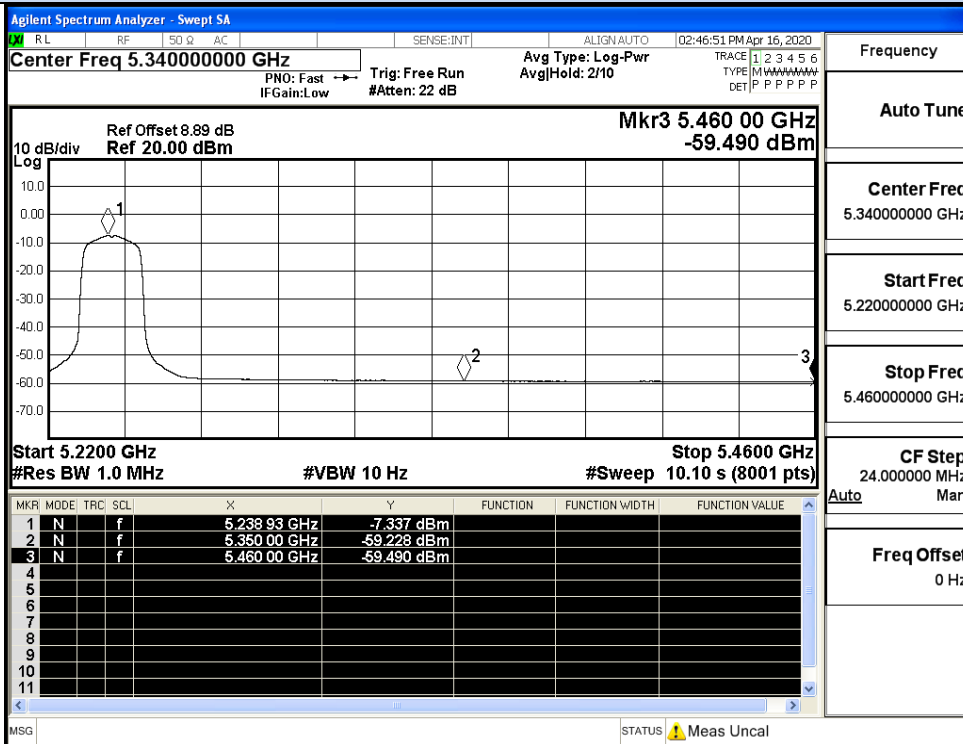 Agilent Spectrum Analyzer - Swept SA
LXI RL RF 50 Ω AC SENSE:INT ALIGNAUTO 02:46:51 PM Apr 16, 2020
Center Freq 5.340000000 GHz
PNO: Fast
IFGain:Low
Trig: Free Run
#Atten: 22 dB
Avg Type: Log-Pwr
Avg|Hold: 2/10
TRACE 1 2 3 4 5 6
TYPE M WWWWW
DET P P P P P P
Mkr3 5.460 00 GHz
-59.490 dBm
Ref Offset 8.89 dB
10 dB/div Ref 20.00 dBm
Log
10.0
0.00
-10.0
-20.0
-30.0
-40.0
-50.0
-60.0
-70.0
1
2
3
Start 5.2200 GHz Stop 5.4600 GHz
#Res BW 1.0 MHz #VBW 10 Hz #Sweep 10.10 s (8001 pts)
MKR MODE TRC SCL X Y FUNCTION FUNCTION WIDTH FUNCTION VALUE
1 N f 5.238 93 GHz -7.337 dBm
2 N f 5.350 00 GHz -59.228 dBm
3 N f 5.460 00 GHz -59.490 dBm
4
5
6
7
8
9
10
11
MSG STATUS Meas Uncal
Frequency
Auto Tune
Center Freq
5.340000000 GHz
Start Freq
5.220000000 GHz
Stop Freq
5.460000000 GHz
CF Step
24.000000 MHz
Auto Man
Freq Offset
0 Hz